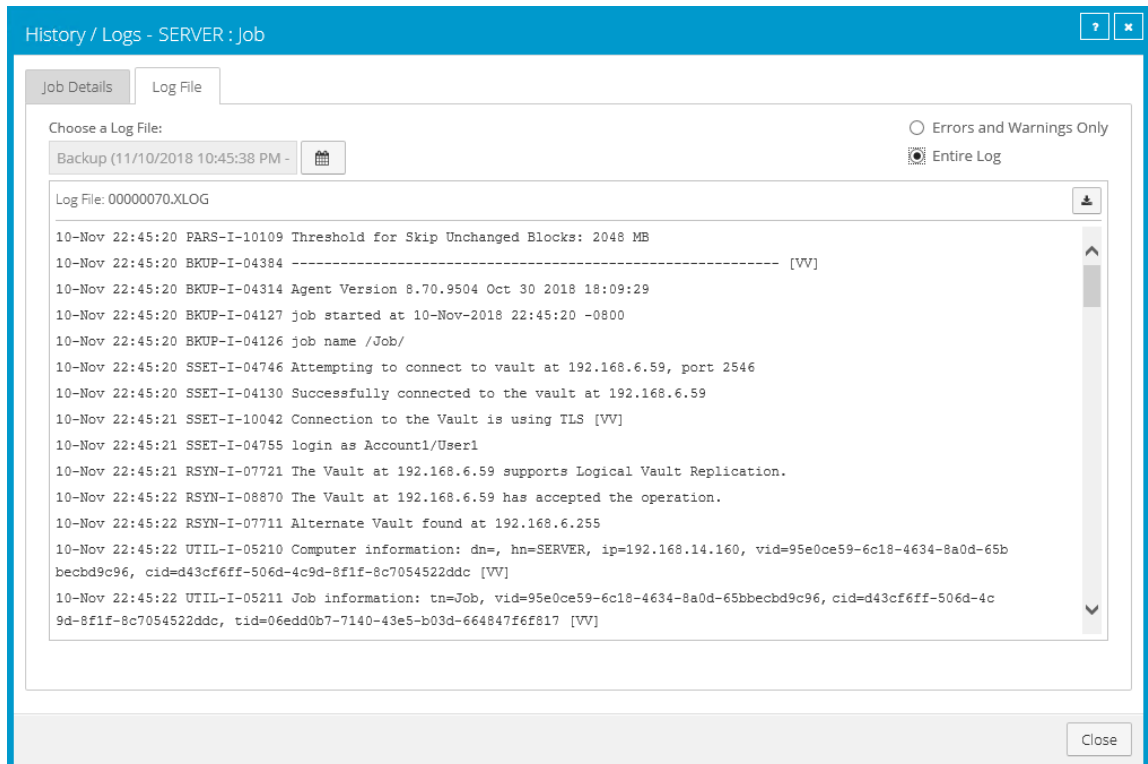 History / Logs - SERVER : Job
? x
Job Details
Log File
Choose a Log File:
Errors and Warnings Only
Backup (11/10/2018 10:45:38 PM -
Entire Log
Log File: 00000070.XLOG
10-Nov 22:45:20 PARS-I-10109 Threshold for Skip Unchanged Blocks: 2048 MB
10-Nov 22:45:20 BKUP-I-04384 ------------------------------------------------------------ [VV]
10-Nov 22:45:20 BKUP-I-04314 Agent Version 8.70.9504 Oct 30 2018 18:09:29
10-Nov 22:45:20 BKUP-I-04127 job started at 10-Nov-2018 22:45:20 -0800
10-Nov 22:45:20 BKUP-I-04126 job name /Job/
10-Nov 22:45:20 SSET-I-04746 Attempting to connect to vault at 192.168.6.59, port 2546
10-Nov 22:45:20 SSET-I-04130 Successfully connected to the vault at 192.168.6.59
10-Nov 22:45:21 SSET-I-10042 Connection to the Vault is using TLS [VV]
10-Nov 22:45:21 SSET-I-04755 login as Account1/User1
10-Nov 22:45:21 RSYN-I-07721 The Vault at 192.168.6.59 supports Logical Vault Replication.
10-Nov 22:45:22 RSYN-I-08870 The Vault at 192.168.6.59 has accepted the operation.
10-Nov 22:45:22 RSYN-I-07711 Alternate Vault found at 192.168.6.255
10-Nov 22:45:22 UTIL-I-05210 Computer information: dn=, hn=SERVER, ip=192.168.14.160, vid=95e0ce59-6c18-4634-8a0d-65b
becbd9c96, cid=d43cf6ff-506d-4c9d-8f1f-8c7054522ddc [VV]
10-Nov 22:45:22 UTIL-I-05211 Job information: tn=Job, vid=95e0ce59-6c18-4634-8a0d-65bbecbd9c96, cid=d43cf6ff-506d-4c
9d-8f1f-8c7054522ddc, tid=06edd0b7-7140-43e5-b03d-664847f6f817 [VV]
Close